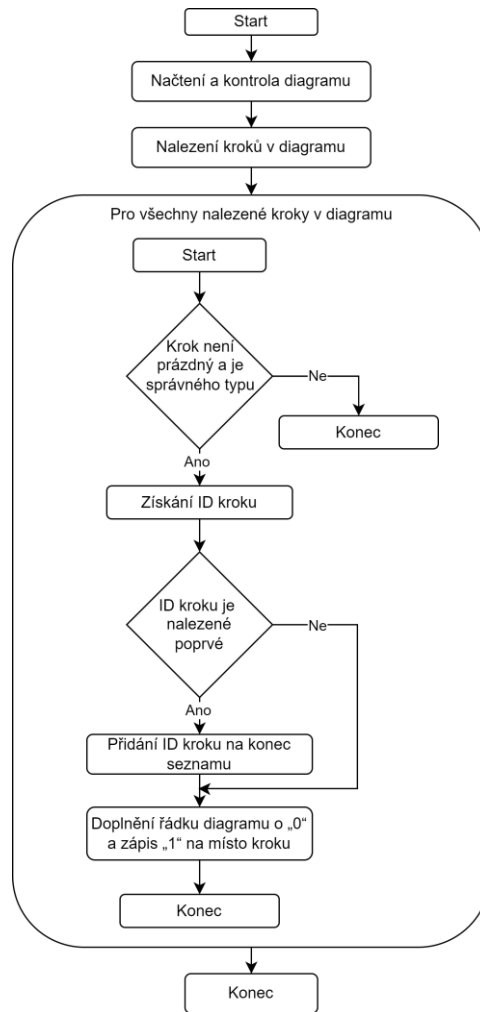 Start
Načtení a kontrola diagramu
Nalezení kroků v diagramu
Pro všechny nalezené kroky v diagramu
Start
Krok není
prázdný a je
správného typu
Ne
Konec
Ano
Získání ID kroku
ID kroku je
nalezené
poprvé
Ne
Ano
Přidání ID kroku na konec
seznamu
Doplnění řádku diagramu o „0“
a zápis „1“ na místo kroku
Konec
Konec